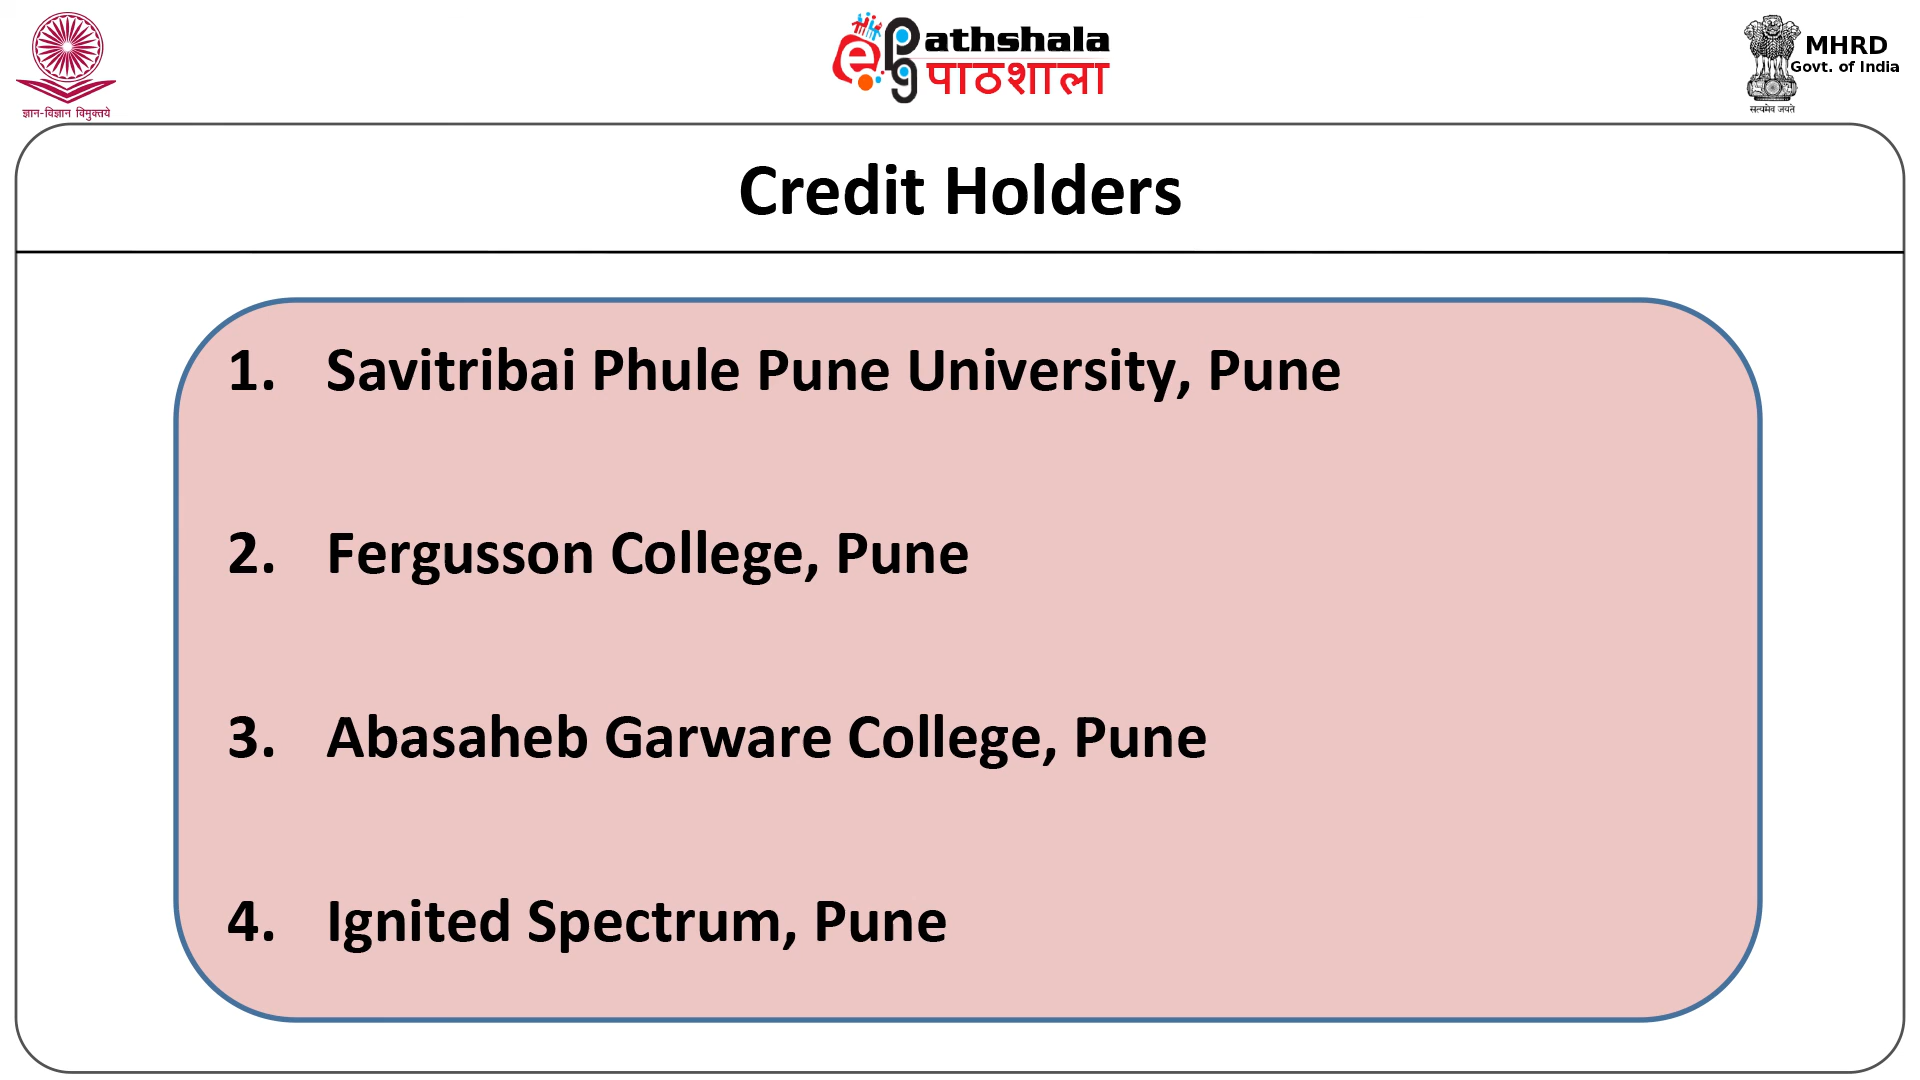 ज्ञान-विज्ञान विमुक्तये
ePathshala
पाठशाला
MHRD
Govt. of India
सत्यमेव जयते
Credit Holders
1. Savitribai Phule Pune University, Pune
2. Fergusson College, Pune
3. Abasaheb Garware College, Pune
4. Ignited Spectrum, Pune